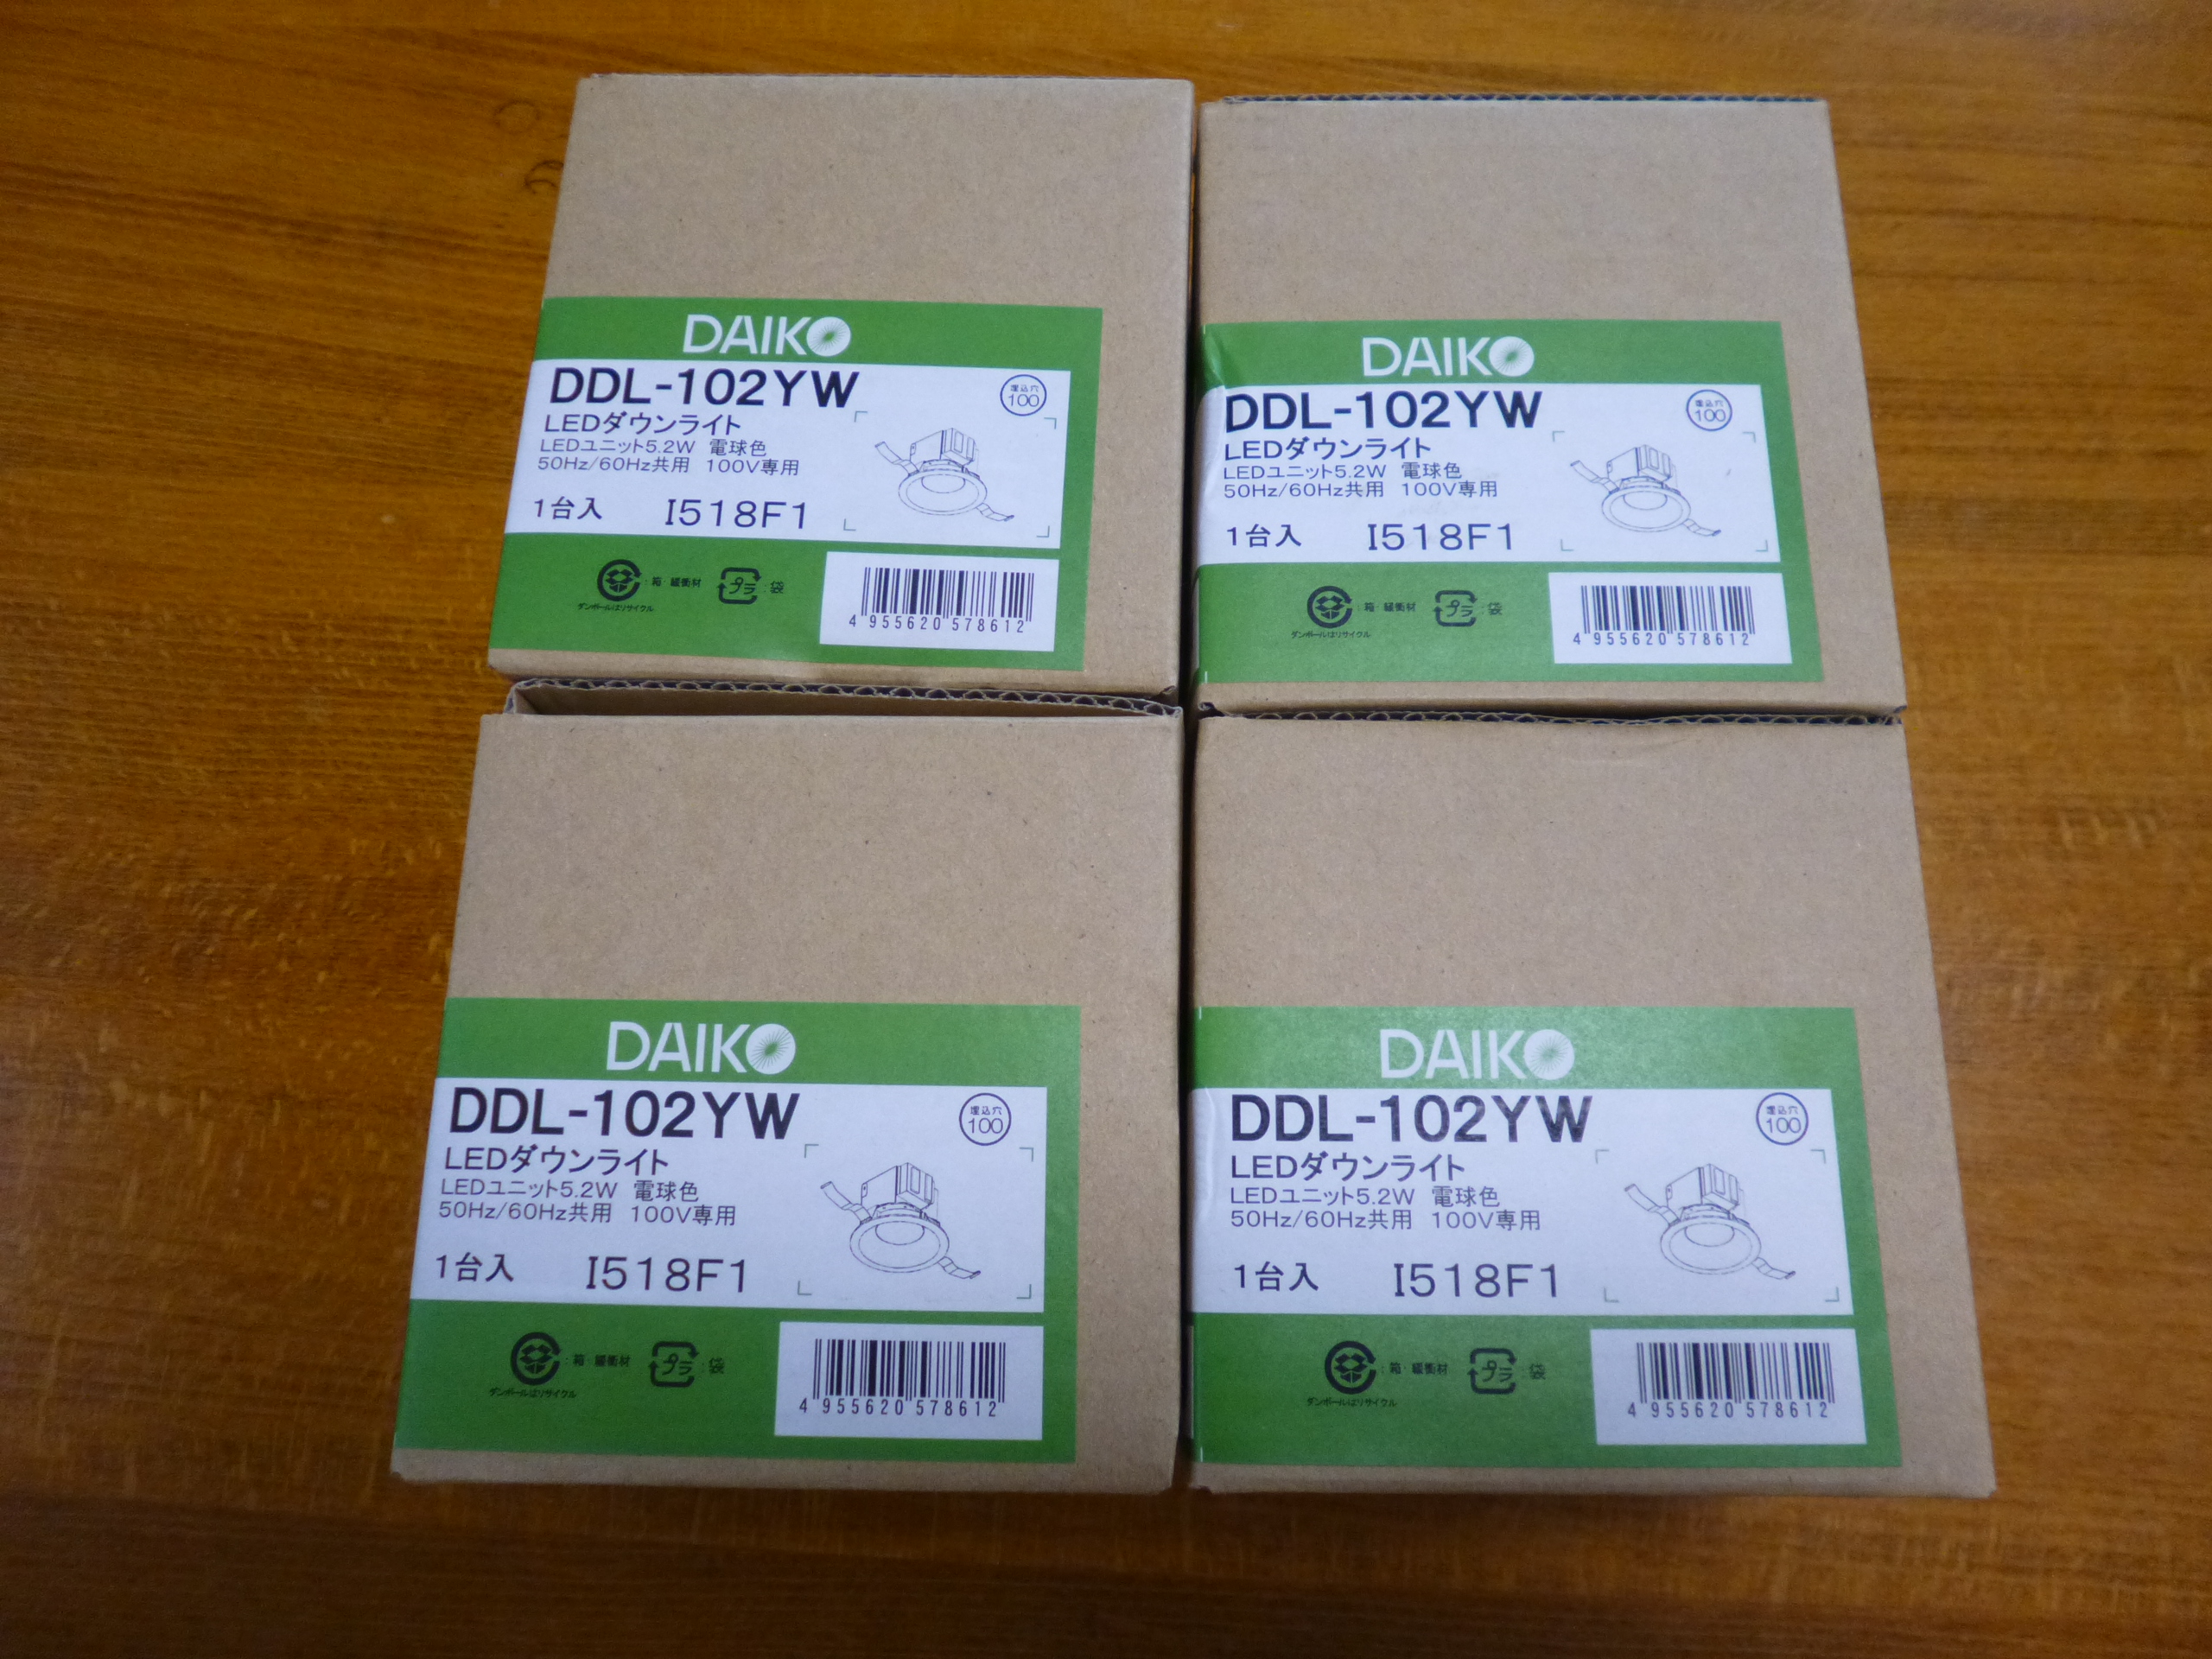 DAIKO
DDL-102YW
埋込穴
100
LEDダウンライト
LEDユニット5.2W 電球色
50Hz/60Hz共用 100V専用
1台入 I518F1
:箱・緩衝材
プラ
:袋
ダンボールはリサイクル
4 955620 578612
DAIKO
DDL-102YW
埋込穴
100
LEDダウンライト
LEDユニット5.2W 電球色
50Hz/60Hz共用 100V専用
1台入 I518F1
:箱・緩衝材
プラ
:袋
ダンボールはリサイクル
4 955620 578612
DAIKO
DDL-102YW
埋込穴
100
LEDダウンライト
LEDユニット5.2W 電球色
50Hz/60Hz共用 100V専用
1台入 I518F1
:箱・緩衝材
プラ
:袋
ダンボールはリサイクル
4 955620 578612
DAIKO
DDL-102YW
埋込穴
100
LEDダウンライト
LEDユニット5.2W 電球色
50Hz/60Hz共用 100V専用
1台入 I518F1
:箱・緩衝材
プラ
:袋
ダンボールはリサイクル
4 955620 578612